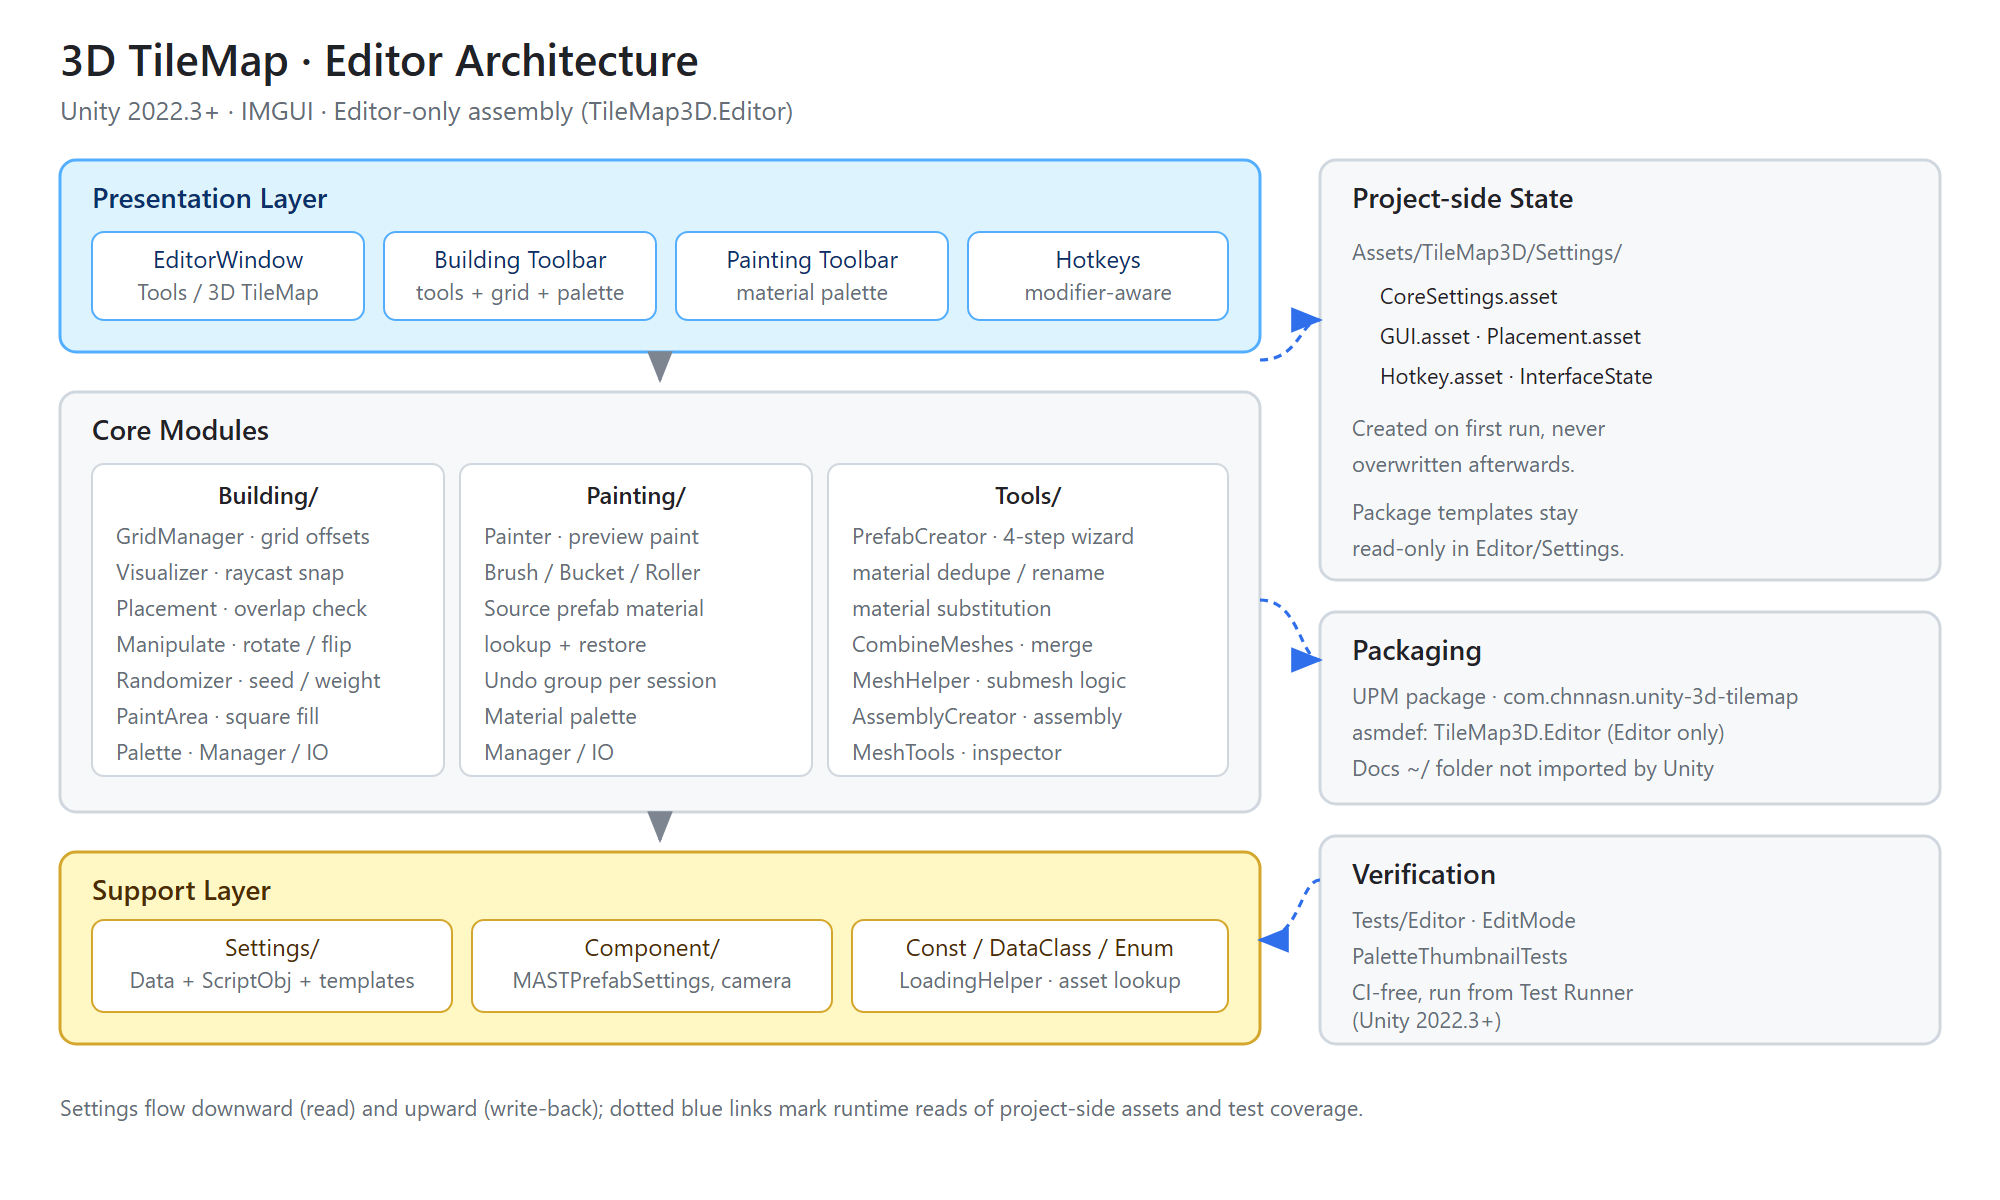 3D TileMap · Editor Architecture
Unity 2022.3+ · IMGUI · Editor-only assembly (TileMap3D.Editor)
Presentation Layer
EditorWindow
Tools / 3D TileMap
Building Toolbar
tools + grid + palette
Painting Toolbar
material palette
Hotkeys
modifier-aware
Core Modules
Building/
GridManager · grid offsets
Visualizer · raycast snap
Placement · overlap check
Manipulate · rotate / flip
Randomizer · seed / weight
PaintArea · square fill
Palette · Manager / IO
Painting/
Painter · preview paint
Brush / Bucket / Roller
Source prefab material
lookup + restore
Undo group per session
Material palette
Manager / IO
Tools/
PrefabCreator · 4-step wizard
material dedupe / rename
material substitution
CombineMeshes · merge
MeshHelper · submesh logic
AssemblyCreator · assembly
MeshTools · inspector
Support Layer
Settings/
Data + ScriptObj + templates
Component/
MASTPrefabSettings, camera
Const / DataClass / Enum
LoadingHelper · asset lookup
Project-side State
Assets/TileMap3D/Settings/
CoreSettings.asset
GUI.asset · Placement.asset
Hotkey.asset · InterfaceState
Created on first run, never
overwritten afterwards.
Package templates stay
read-only in Editor/Settings.
Packaging
UPM package · com.chnnasn.unity-3d-tilemap
asmdef: TileMap3D.Editor (Editor only)
Docs ~/ folder not imported by Unity
Verification
Tests/Editor · EditMode
PaletteThumbnailTests
CI-free, run from Test Runner
(Unity 2022.3+)
Settings flow downward (read) and upward (write-back); dotted blue links mark runtime reads of project-side assets and test coverage.